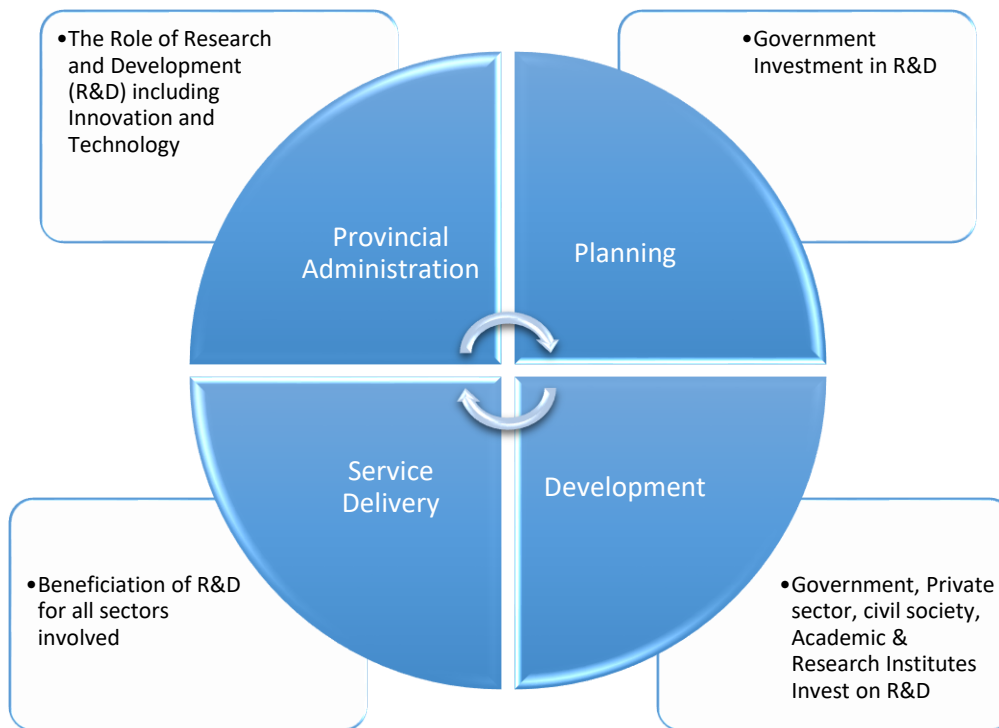 •The Role of Research
and Development
(R&D) including
Innovation and
Technology
•Government
Investment in R&D
Provincial
Administration
Planning
Service
Delivery
Development
•Beneficiation of R&D
for all sectors
involved
•Government, Private
sector, civil society,
Academic &
Research Institutes
Invest on R&D